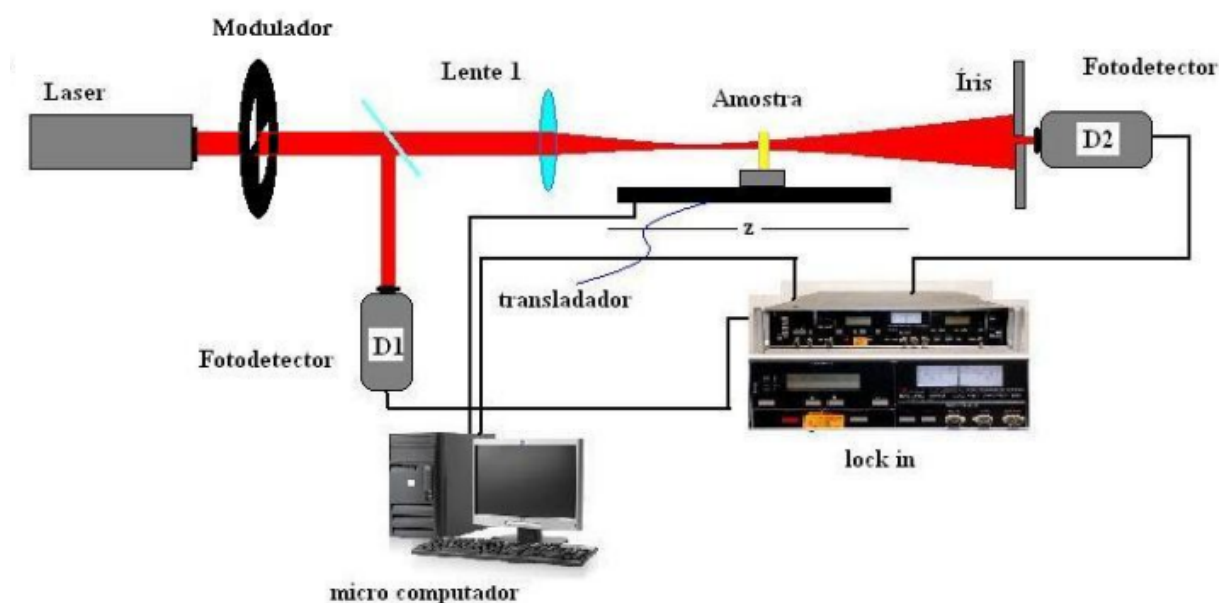 Modulador
Laser
Lente 1
Amostra
Íris
Fotodetector
D2
z
transladador
Fotodetector
D1
lock in
micro computador